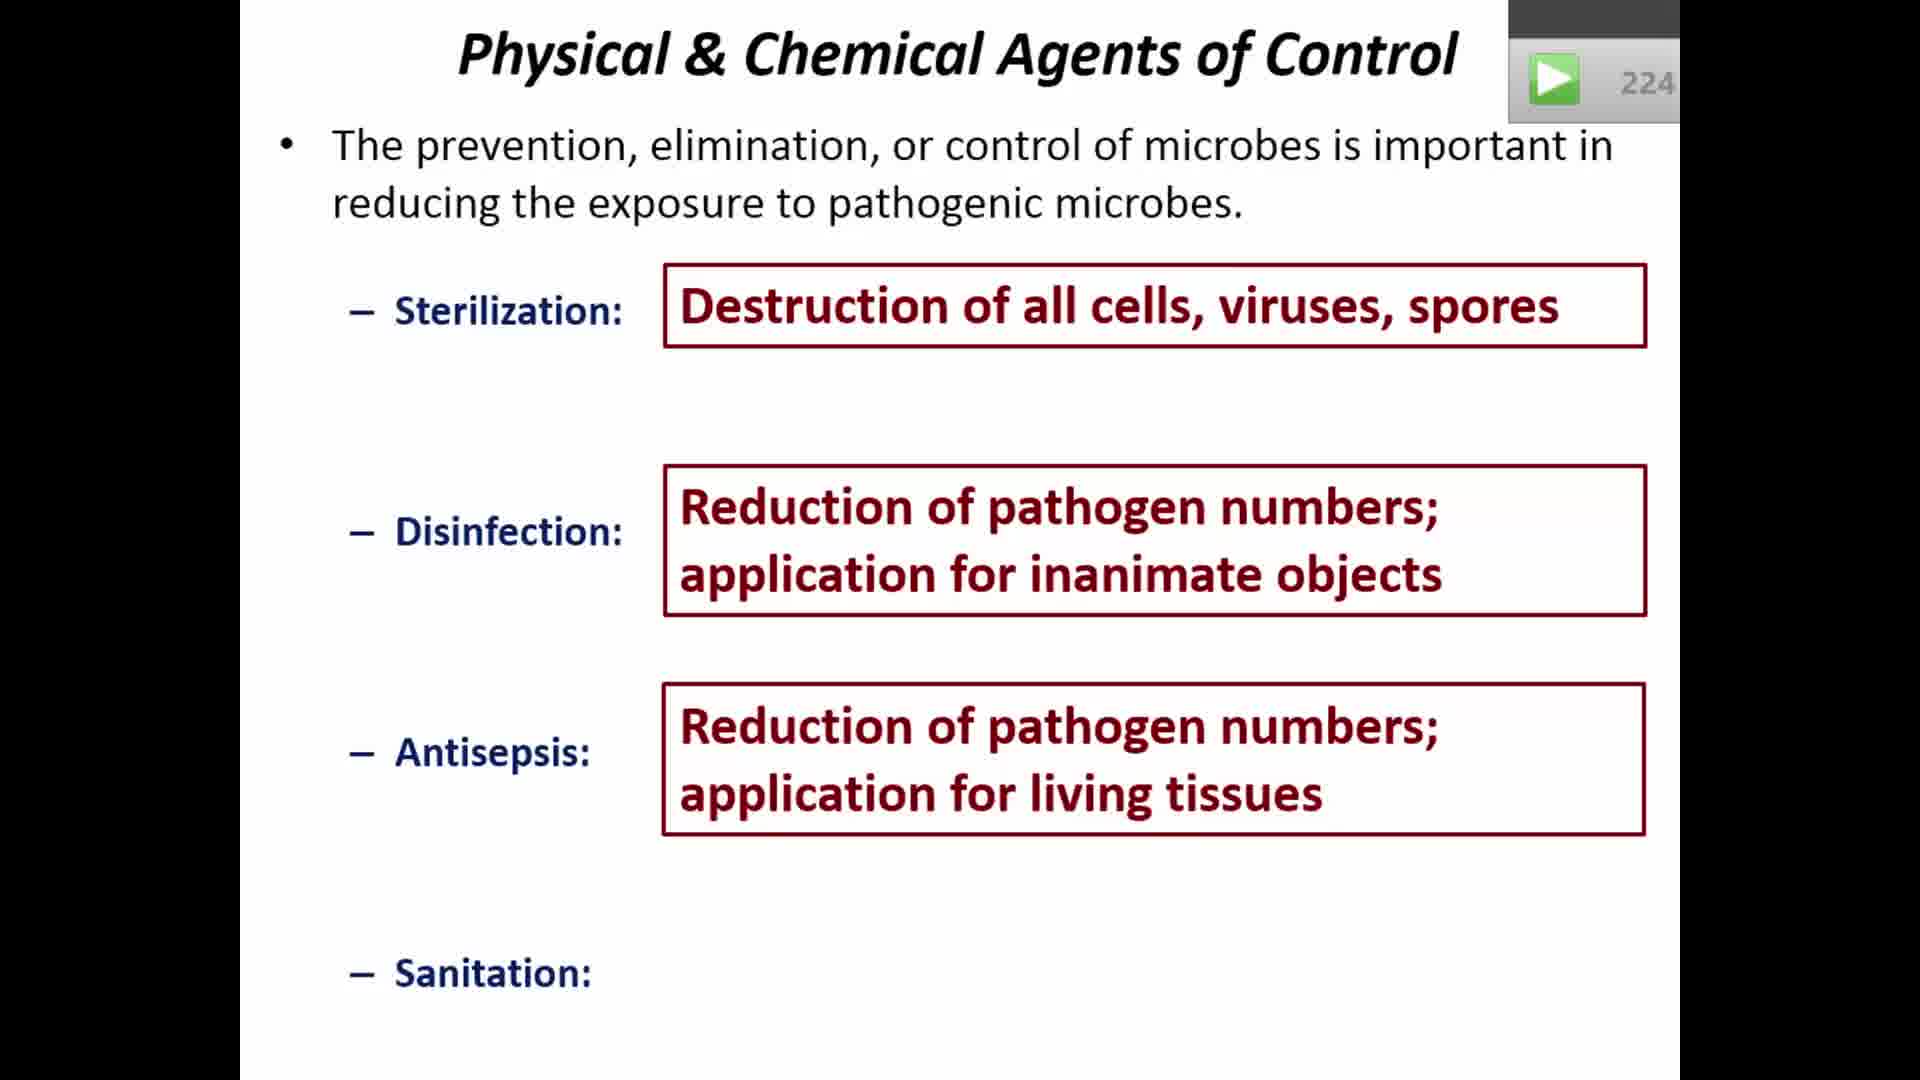 Physical & Chemical Agents of Control
224
• The prevention, elimination, or control of microbes is important in
reducing the exposure to pathogenic microbes.
– Sterilization:
Destruction of all cells, viruses, spores
– Disinfection:
Reduction of pathogen numbers;
application for inanimate objects
– Antisepsis:
Reduction of pathogen numbers;
application for living tissues
– Sanitation: